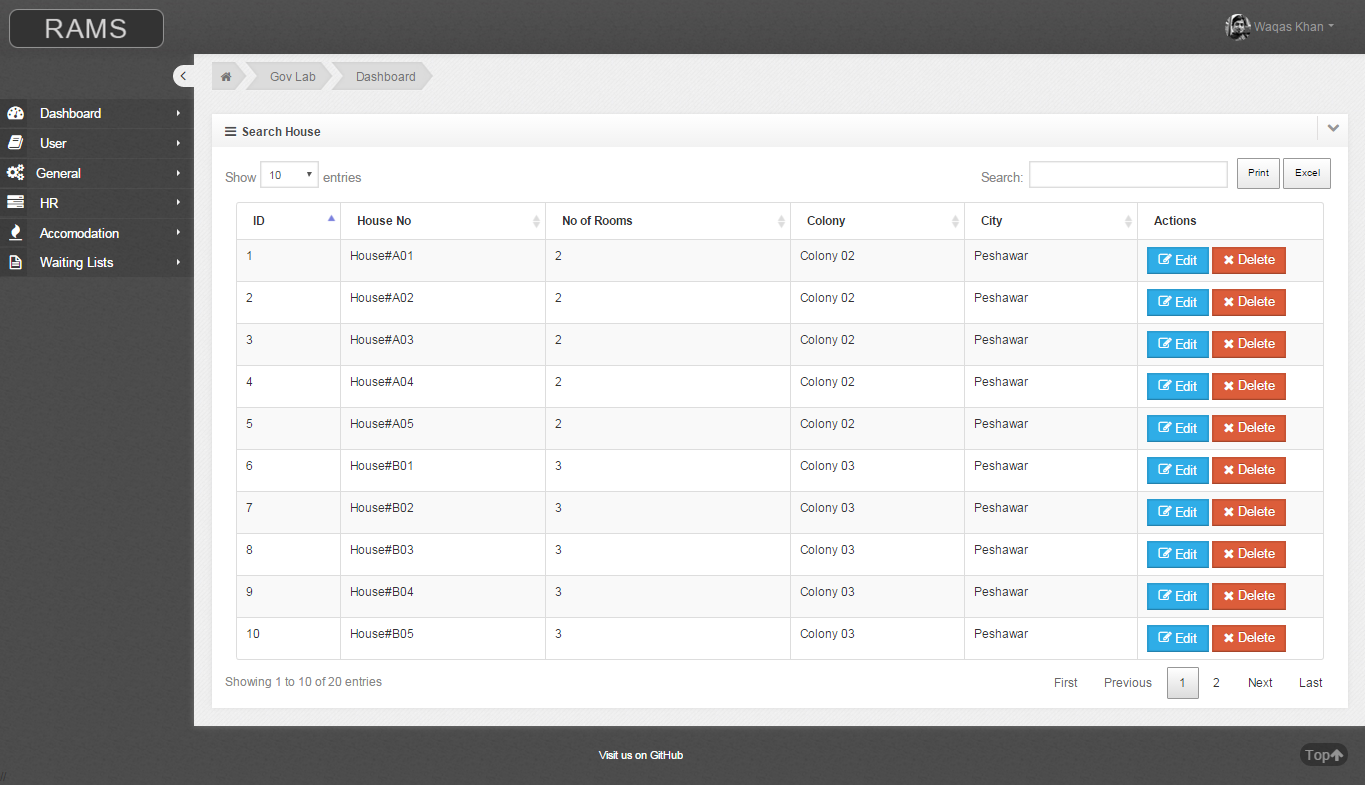 RAMS
Waqas Khan
Gov Lab Dashboard
Dashboard
User
General
HR
Accomodation
Waiting Lists
Search House
Show 10 entries Search: Print Excel
ID House No No of Rooms Colony City Actions
1 House#A01 2 Colony 02 Peshawar Edit Delete
2 House#A02 2 Colony 02 Peshawar Edit Delete
3 House#A03 2 Colony 02 Peshawar Edit Delete
4 House#A04 2 Colony 02 Peshawar Edit Delete
5 House#A05 2 Colony 02 Peshawar Edit Delete
6 House#B01 3 Colony 03 Peshawar Edit Delete
7 House#B02 3 Colony 03 Peshawar Edit Delete
8 House#B03 3 Colony 03 Peshawar Edit Delete
9 House#B04 3 Colony 03 Peshawar Edit Delete
10 House#B05 3 Colony 03 Peshawar Edit Delete
Showing 1 to 10 of 20 entries First Previous 1 2 Next Last
Visit us on GitHub
Top
//